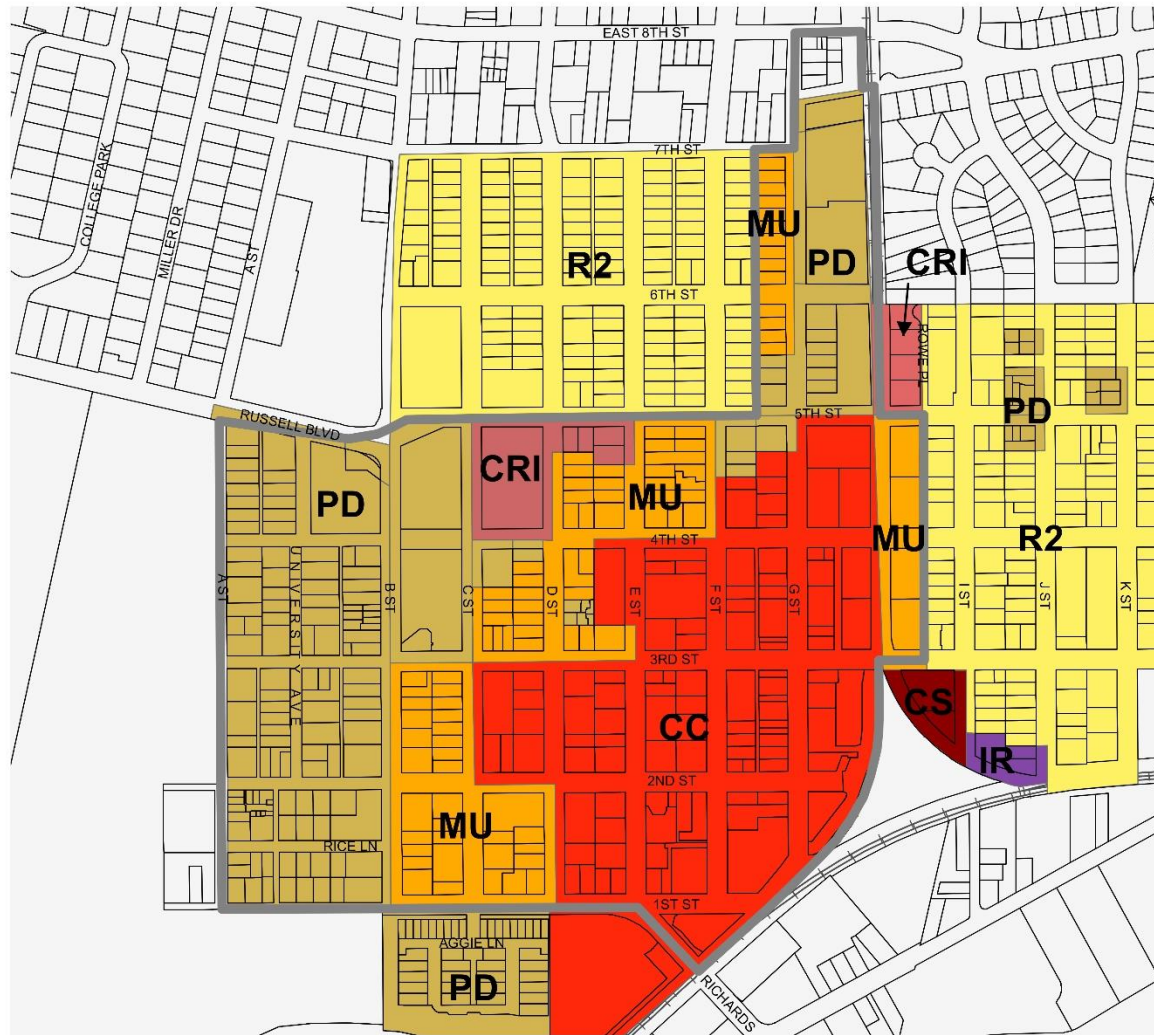 EAST 8TH ST
COLLEGE PARK
MILLER DR
A ST
7TH ST
MU
R2
PD
CRI
6TH ST
ROWE PL
5TH ST
RUSSELL BLVD
PD
CRI
MU
PD
4TH ST
MU
R2
A ST
UNIVERSTY AVE
B ST
C ST
D ST
E ST
F ST
G ST
I ST
J ST
K ST
3RD ST
CC
CS
IR
2ND ST
MU
RICE LN
1ST ST
AGGIE LN
PD
RICHARDS